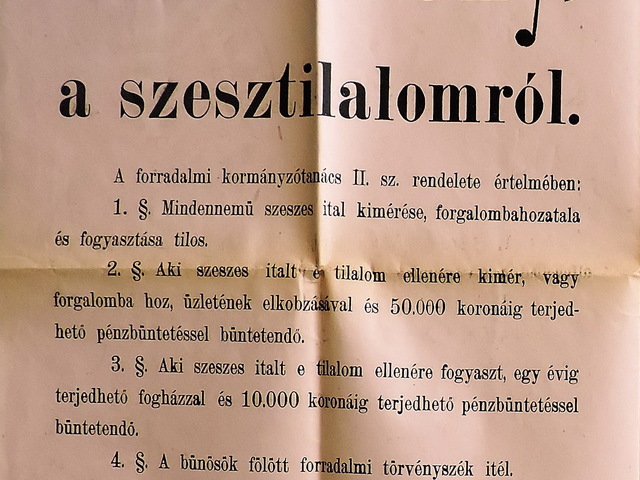 a szesztilalomról.
A forradalmi kormányzótanács II. sz. rendelete értelmében:
1. §. Mindennemü szeszes ital kimérése, forgalombahozatala
és fogyasztása tilos.
2. §. Aki szeszes italt e tilalom ellenére kimér, vagy
forgalomba hoz, üzletének elkobzásával és 50.000 koronáig terjed-
hető pénzbüntetéssel büntetendő.
3. §. Aki szeszes italt e tilalom ellenére fogyaszt, egy évig
terjedhető fogházzal és 10.000 koronáig terjedhető pénzbüntetéssel
büntetendő.
4. §. A bünösök fölött forradalmi törvényszék itél.